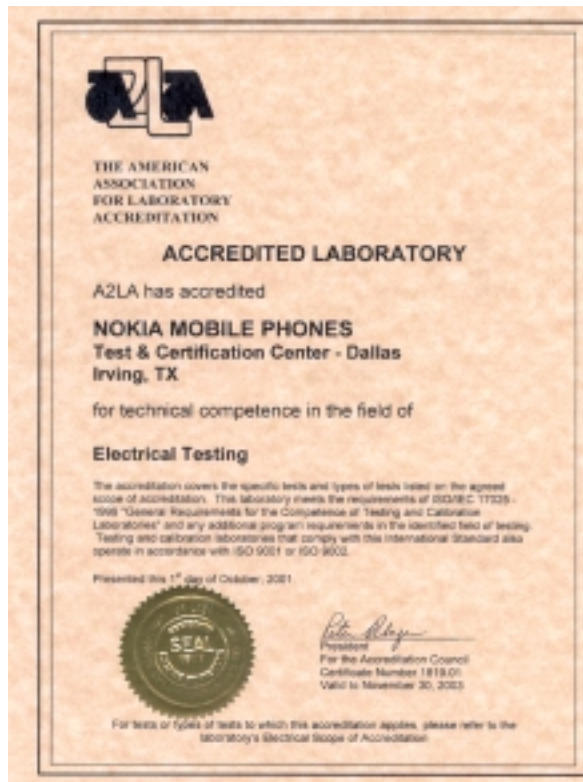 A2LA
THE AMERICAN
ASSOCIATION
FOR LABORATORY
ACCREDITATION
ACCREDITED LABORATORY
A2LA has accredited
NOKIA MOBILE PHONES
Test & Certification Center - Dallas
Irving, TX
for technical competence in the field of
Electrical Testing
The accreditation covers the specific tests and types of tests listed on the agreed
scope of accreditation. This laboratory meets the requirements of ISO/IEC 17025 -
1999 "General Requirements for the Competence of Testing and Calibration
Laboratories" and any additional program requirements in the identified field of testing.
Testing and calibration laboratories that comply with this International Standard also
operate in accordance with ISO 9001 or ISO 9002.
Presented this 1st day of October, 2001.
SEAL
President
For the Accreditation Council
Certificate Number 1819.01
Valid to November 30, 2003
For tests or types of tests to which this accreditation applies, please refer to the
laboratory's Electrical Scope of Accreditation